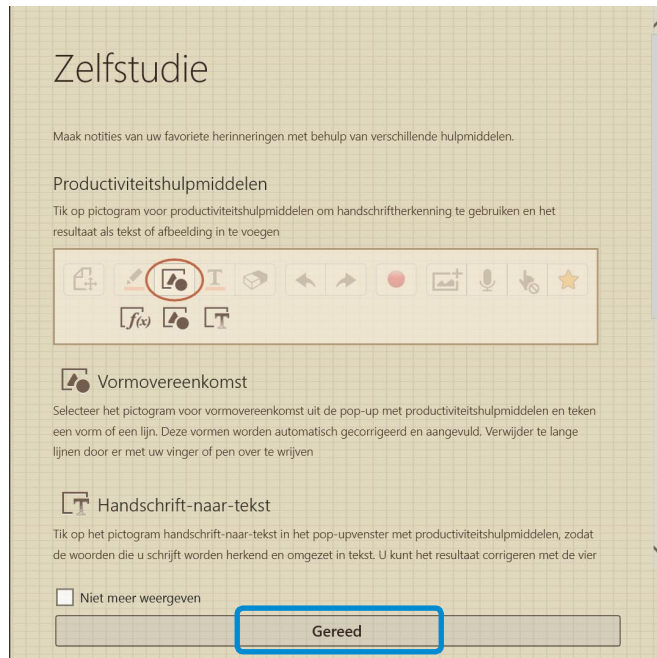 Zelfstudie
Maak notities van uw favoriete herinneringen met behulp van verschillende hulpmiddelen.
Productiviteitshulpmiddelen
Tik op pictogram voor productiviteitshulpmiddelen om handschriftherkenning te gebruiken en het
resultaat als tekst of afbeelding in te voegen
T
f(x) T
Vormovereenkomst
Selecteer het pictogram voor vormovereenkomst uit de pop-up met productiviteitshulpmiddelen en teken
een vorm of een lijn. Deze vormen worden automatisch gecorrigeerd en aangevuld. Verwijder te lange
lijnen door er met uw vinger of pen over te wrijven
T Handschrift-naar-tekst
Tik op het pictogram handschrift-naar-tekst in het pop-upvenster met productiviteitshulpmiddelen, zodat
de woorden die u schrijft worden herkend en omgezet in tekst. U kunt het resultaat corrigeren met de vier
Niet meer weergeven
Gereed